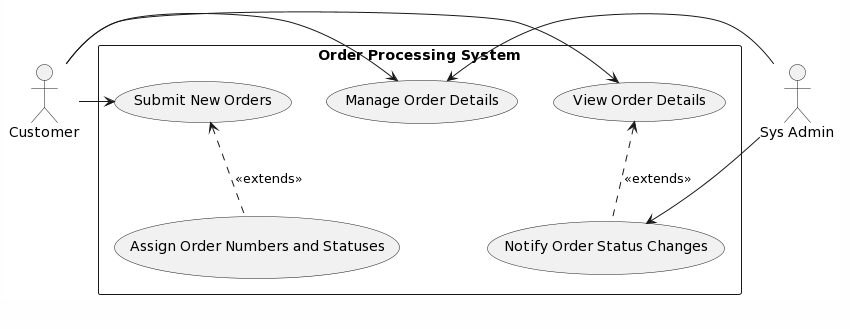 Order Processing System
Submit New Orders
Manage Order Details
View Order Details
Customer
Sys Admin
«extends»
«extends»
Assign Order Numbers and Statuses
Notify Order Status Changes